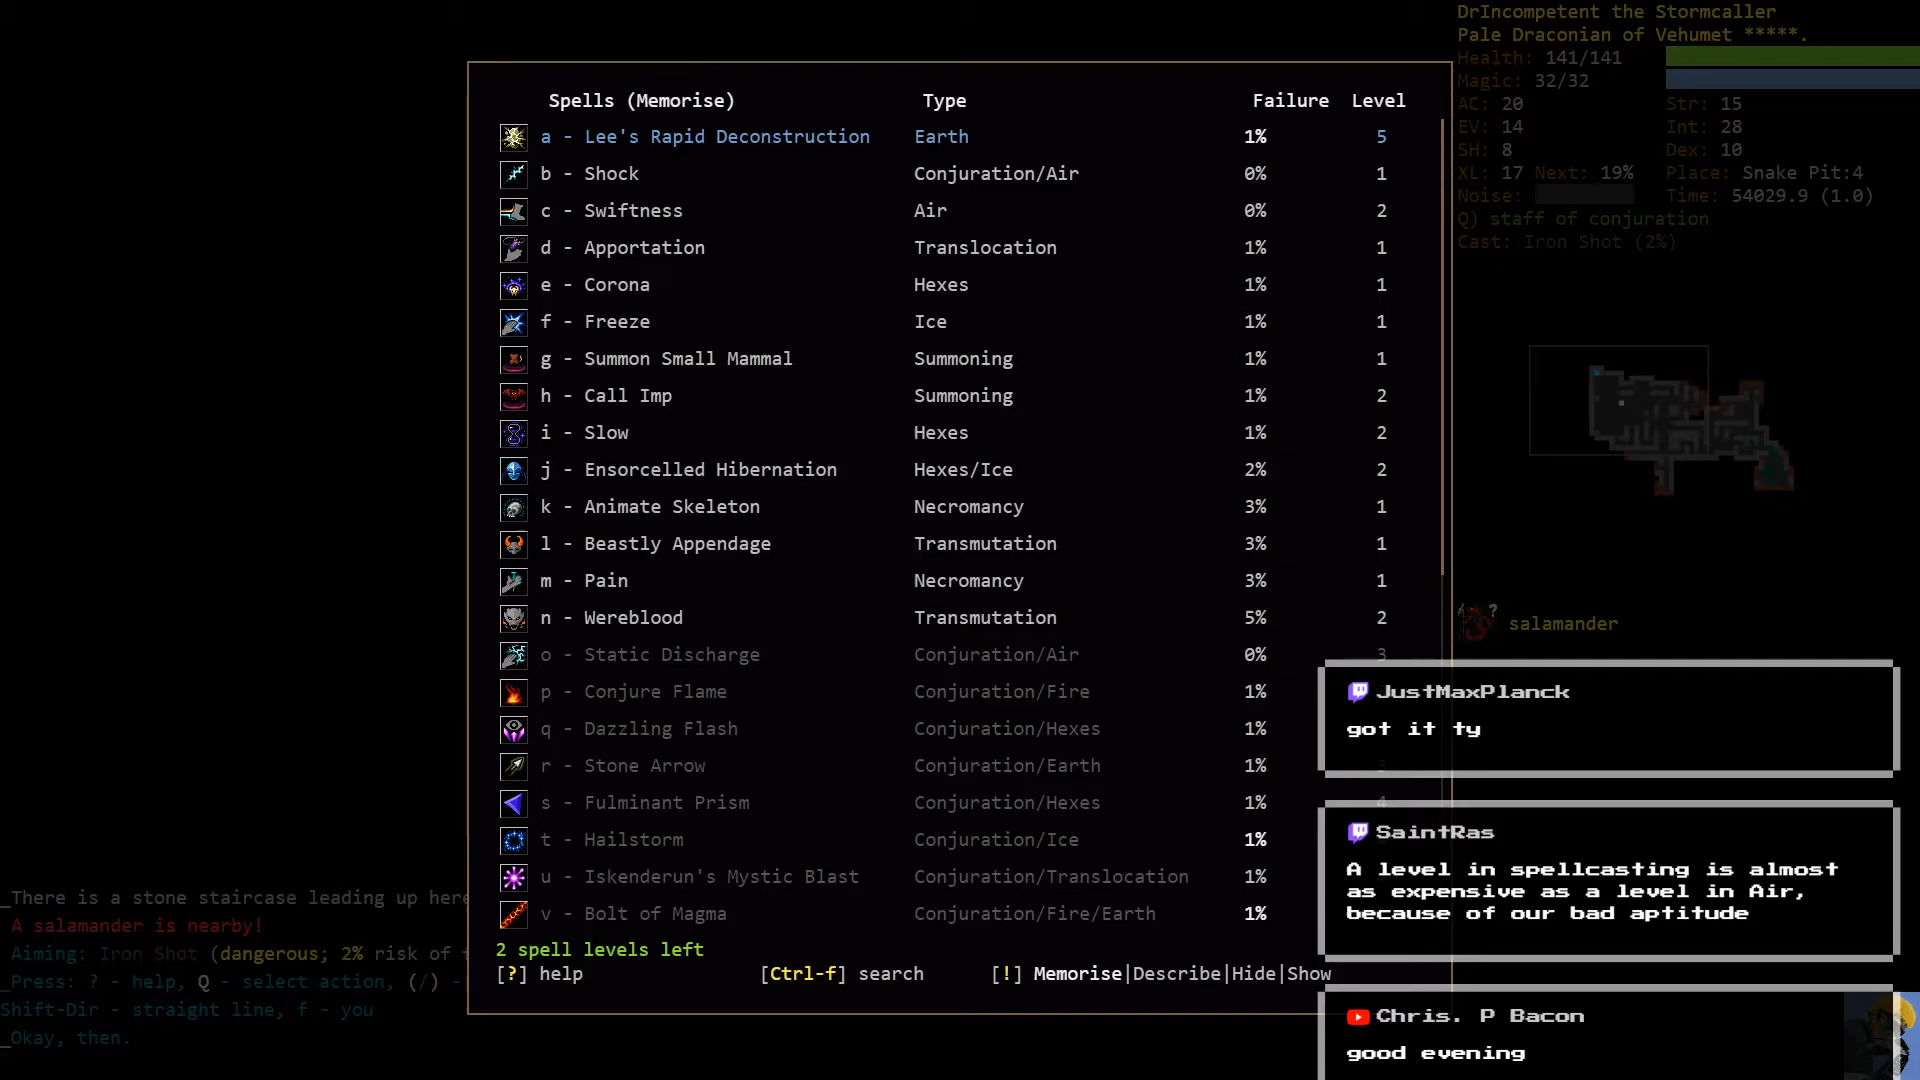 DrIncompetent the Stormcaller
Pale Draconian of Vehumet *****.
Health: 141/141
Magic: 32/32
AC: 20 Str: 15
EV: 14 Int: 28
SH: 8 Dex: 10
XL: 17 Next: 19% Place: Snake Pit:4
Noise: Time: 54029.9 (1.0)
Q) staff of conjuration
Cast: Iron Shot (2%)
Spells (Memorise) Type Failure Level
a - Lee's Rapid Deconstruction Earth 1% 5
b - Shock Conjuration/Air 0% 1
c - Swiftness Air 0% 2
d - Apportation Translocation 1% 1
e - Corona Hexes 1% 1
f - Freeze Ice 1% 1
g - Summon Small Mammal Summoning 1% 1
h - Call Imp Summoning 1% 2
i - Slow Hexes 1% 2
j - Ensorcelled Hibernation Hexes/Ice 2% 2
k - Animate Skeleton Necromancy 3% 1
l - Beastly Appendage Transmutation 3% 1
m - Pain Necromancy 3% 1
n - Wereblood Transmutation 5% 2
o - Static Discharge Conjuration/Air 0% 3
p - Conjure Flame Conjuration/Fire 1%
q - Dazzling Flash Conjuration/Hexes 1%
r - Stone Arrow Conjuration/Earth 1% 3
s - Fulminant Prism Conjuration/Hexes 1% 4
t - Hailstorm Conjuration/Ice 1%
u - Iskenderun's Mystic Blast Conjuration/Translocation 1%
v - Bolt of Magma Conjuration/Fire/Earth 1%
2 spell levels left
[?] help [Ctrl-f] search [!] Memorise|Describe|Hide|Show
salamander
JustMaxPlanck
got it ty
SaintRas
A level in spellcasting is almost
as expensive as a level in Air,
because of our bad aptitude
Chris. P Bacon
good evening
_There is a stone staircase leading up here
A salamander is nearby!
Aiming: Iron Shot (dangerous; 2% risk of
_Press: ? - help, Q - select action, (/) -
Shift-Dir - straight line, f - you
_Okay, then.